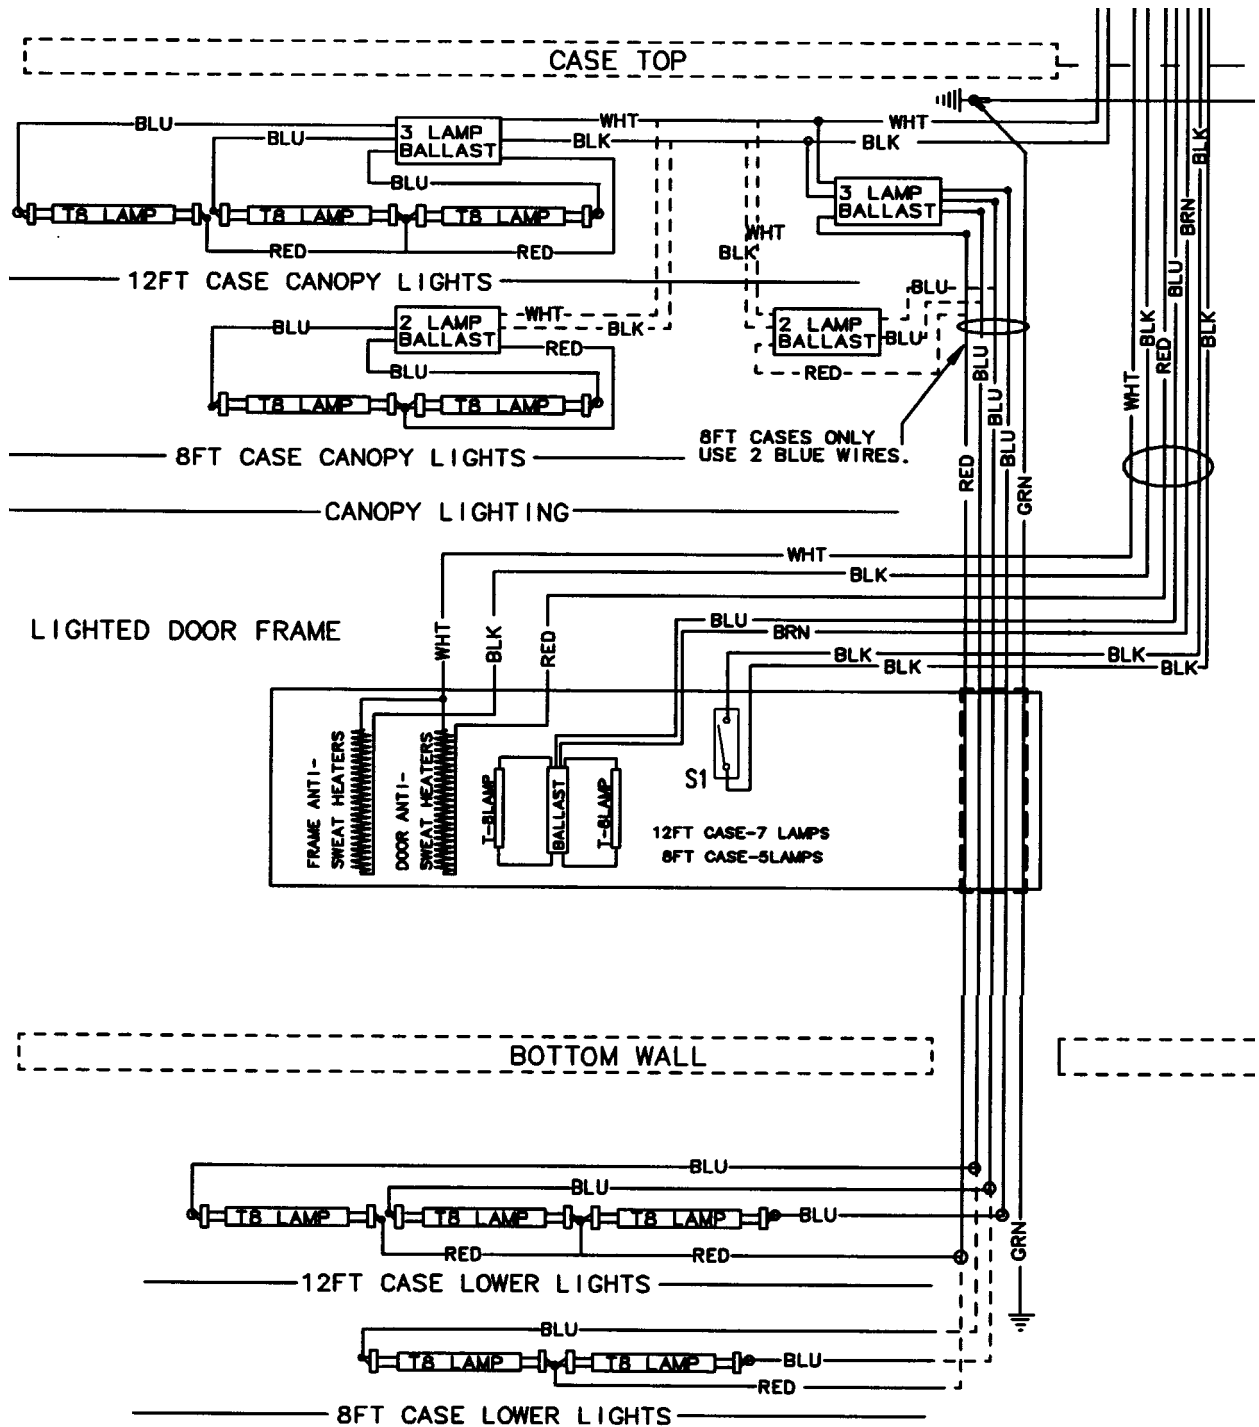 CASE TOP
BLU
BLU
3 LAMP
BALLAST
WHT
BLK
WHT
BLK
BLU
3 LAMP
BALLAST
T8 LAMP
T8 LAMP
T8 LAMP
RED
RED
WHT
BLK
12FT CASE CANOPY LIGHTS
BLU
BLU
2 LAMP
BALLAST
WHT
BLK
RED
2 LAMP
BALLAST
BLU
BLU
RED
T8 LAMP
T8 LAMP
8FT CASES ONLY
USE 2 BLUE WIRES.
8FT CASE CANOPY LIGHTS
RED
BLU
BLU
BLU
GRN
WHT
BLK
RED
BLU
BRN
BLK
BLK
CANOPY LIGHTING
WHT
BLK
LIGHTED DOOR FRAME
WHT
BLK
RED
BLU
BRN
BLK
BLK
BLK
BLK
FRAME ANTI-
SWEAT HEATERS
DOOR ANTI-
SWEAT HEATERS
T-8LAMP
BALLAST
T-8LAMP
S1
12FT CASE-7 LAMPS
8FT CASE-5LAMPS
BOTTOM WALL
BLU
BLU
T8 LAMP
T8 LAMP
T8 LAMP
BLU
RED
RED
GRN
12FT CASE LOWER LIGHTS
BLU
T8 LAMP
T8 LAMP
BLU
RED
8FT CASE LOWER LIGHTS